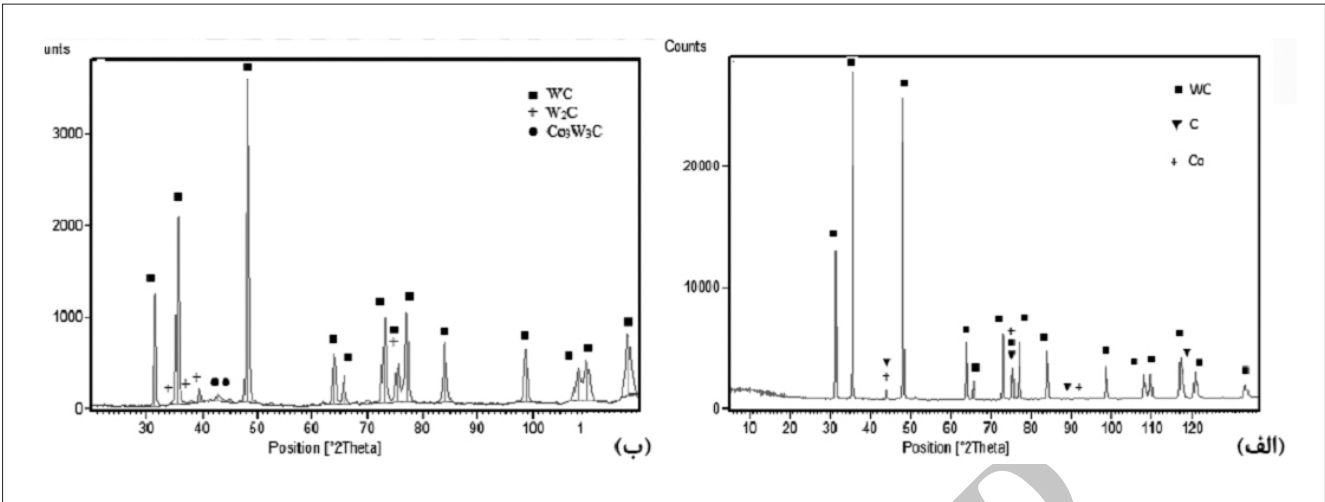 unts
3000
2000
1000
0
30 40 50 60 70 80 90 100 1
Position [°2Theta]
■ WC
+ W₂C
● Co₃W₃C
(ب)
Counts
20000
10000
0
10 20 30 40 50 60 70 80 90 100 110 120
Position [°2Theta]
■ WC
▼ C
+ Co
(الف)